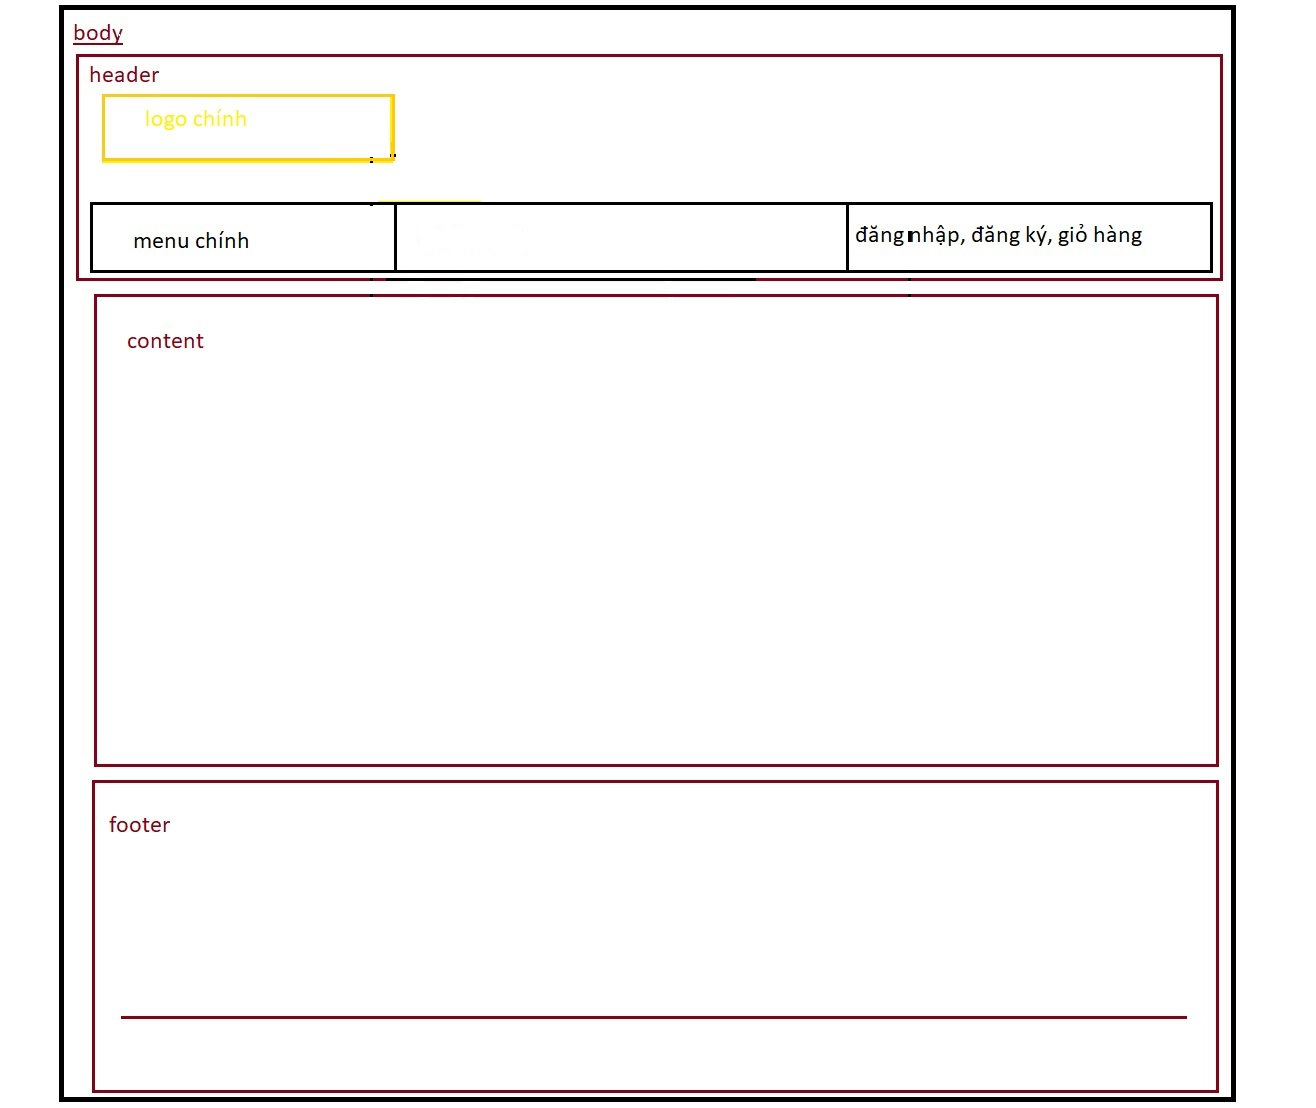 body
header
logo chính
menu chính
đăng nhập, đăng ký, giỏ hàng
content
footer